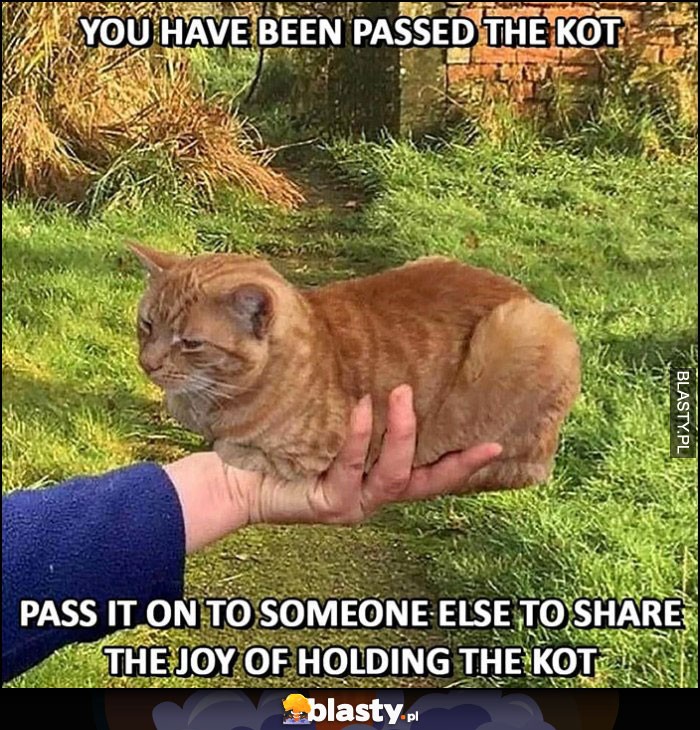 YOU HAVE BEEN PASSED THE KOT
BLASTY.PL
PASS IT ON TO SOMEONE ELSE TO SHARE
THE JOY OF HOLDING THE KOT
blasty.pl